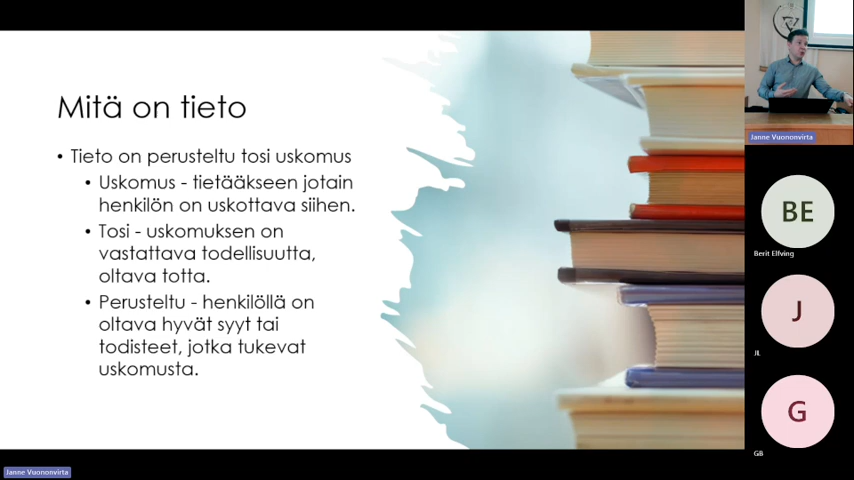 Mitä on tieto
• Tieto on perusteltu tosi uskomus
• Uskomus - tietääkseen jotain
henkilön on uskottava siihen.
• Tosi - uskomuksen on
vastattava todellisuutta,
oltava totta.
• Perusteltu - henkilöllä on
oltava hyvät syyt tai
todisteet, jotka tukevat
uskomusta.
Janne Vuononvirta
BE
Berit Elfving
J
JL
G
GB
Janne Vuononvirta